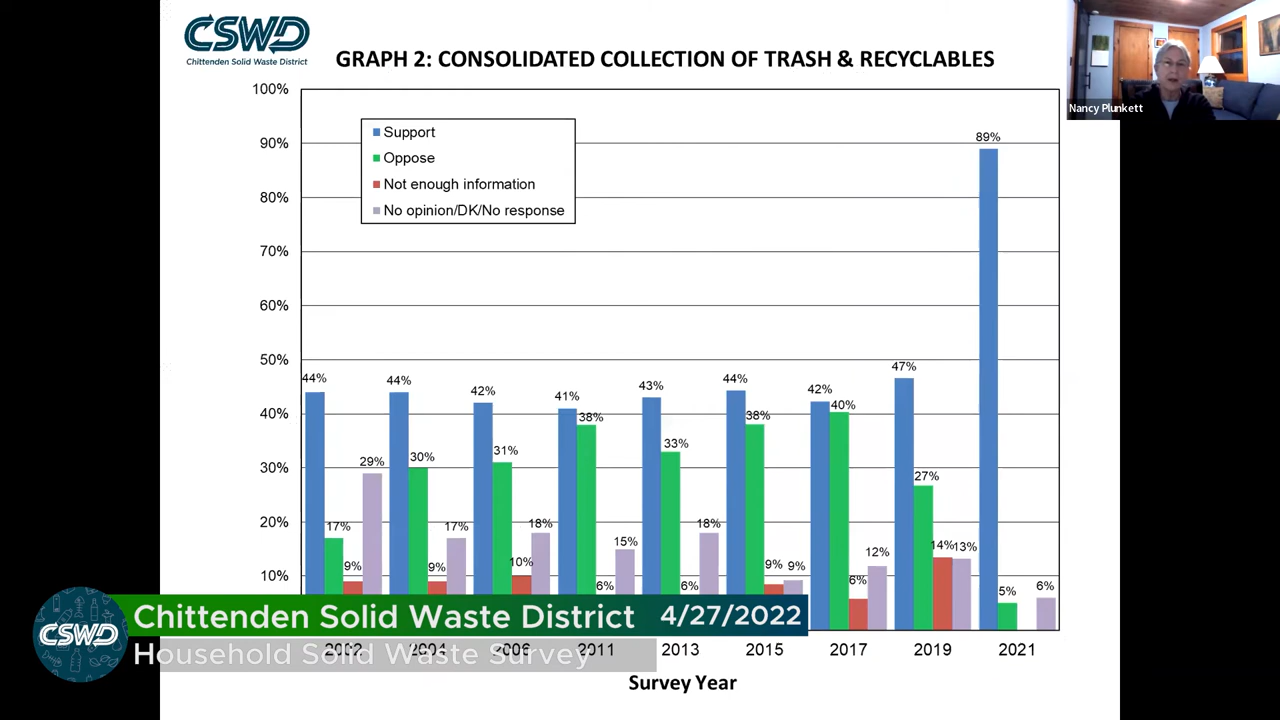 CSWD
Chittenden Solid Waste District
GRAPH 2: CONSOLIDATED COLLECTION OF TRASH & RECYCLABLES
Nancy Plunkett
100%
90%
80%
70%
60%
50%
40%
30%
20%
10%
Support
Oppose
Not enough information
No opinion/DK/No response
44% 17% 9% 29%
44% 30% 9% 17%
42% 31% 10% 18%
41% 38% 6% 15%
43% 33% 6% 18%
44% 38% 9% 9%
42% 40% 6% 12%
47% 27% 14% 13%
89% 5% 6%
CSWD
Chittenden Solid Waste District 4/27/2022
Household Solid Waste Survey
2002 2004 2006 2011 2013 2015 2017 2019 2021
Survey Year